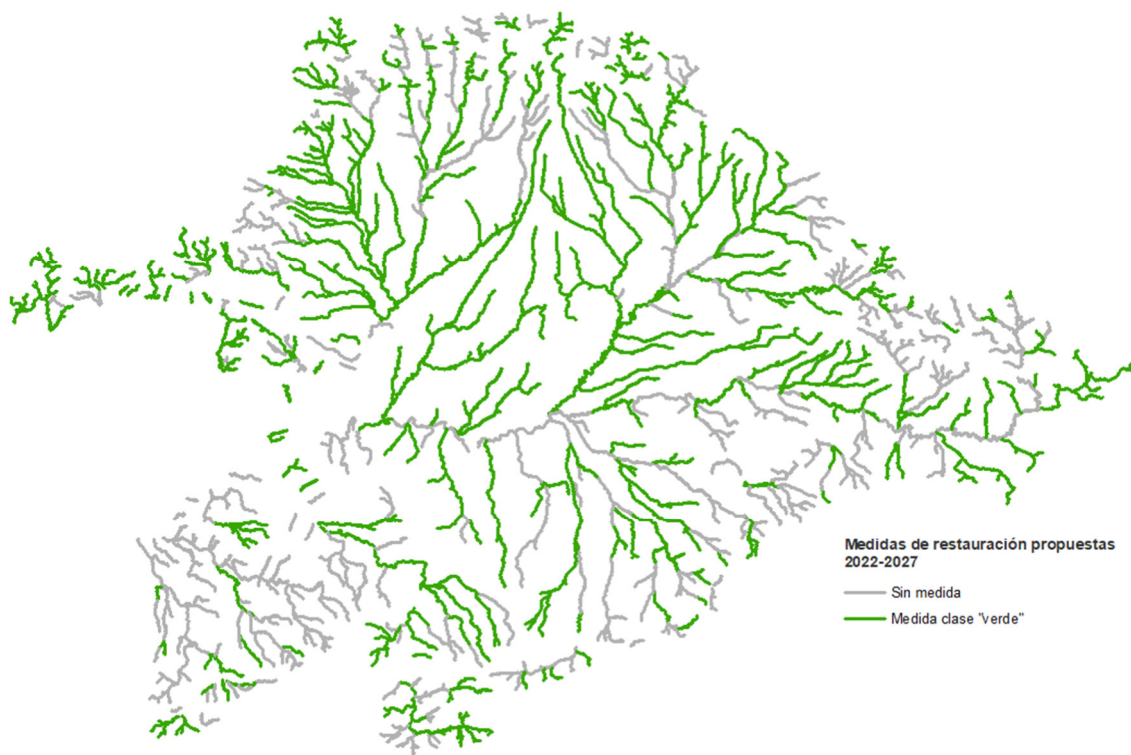 Medidas de restauración propuestas
2022-2027
Sin medida
Medida clase "verde"